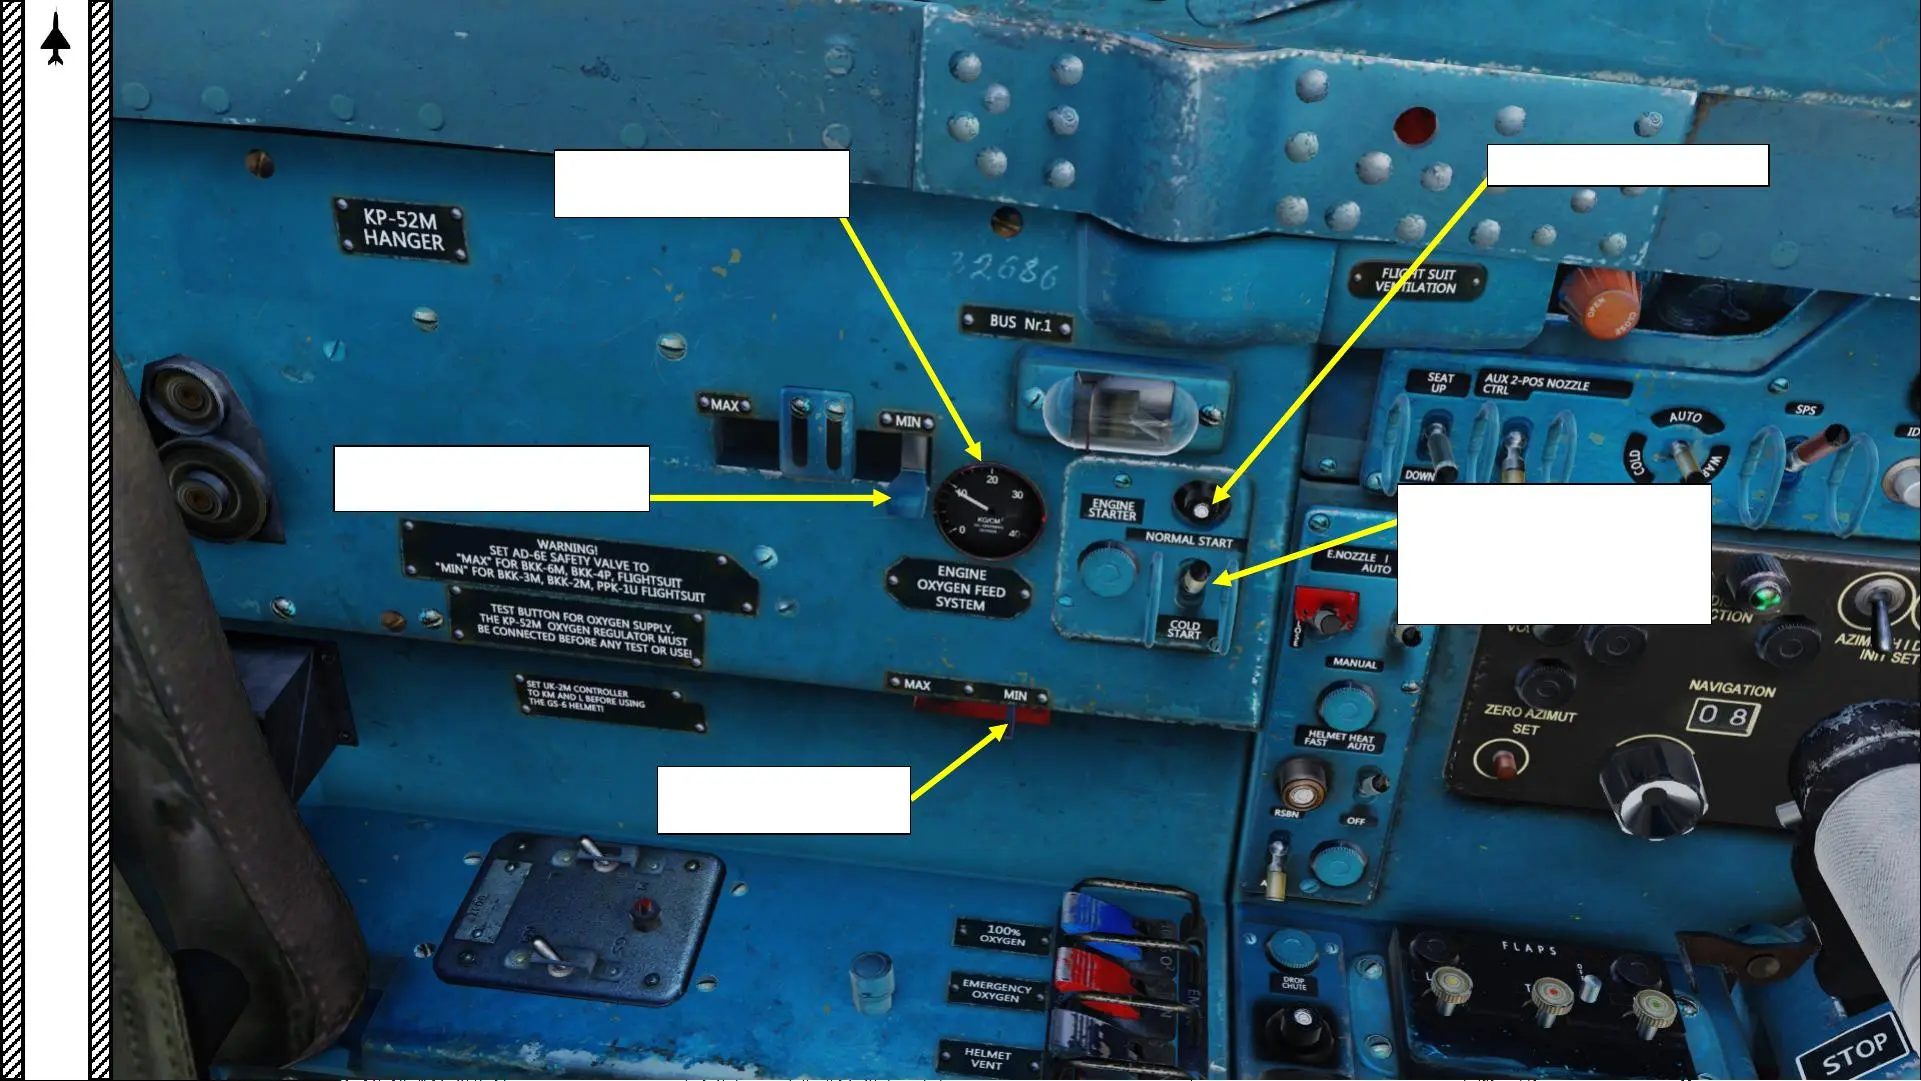 KP-52M
HANGER
32686
BUS Nr.1
FLIGHT SUIT
VENTILATION
OPEN
CLOSE
SEAT
UP
AUX 2-POS NOZZLE
CTRL
AUTO
COLD
SPS
DOWN
MAX
MIN
10
20
30
0
40
KG/CM²
ENGINE
OXYGEN FEED
SYSTEM
ENGINE
STARTER
NORMAL START
COLD
START
E.NOZZLE
AUTO
WARNING!
SET AD-6E SAFETY VALVE TO
"MAX" FOR BKK-6M, BKK-4P, FLIGHTSUIT
"MIN" FOR BKK-3M, BKK-2M, PPK-1U FLIGHTSUIT
TEST BUTTON FOR OXYGEN SUPPLY.
THE KP-52M OXYGEN REGULATOR MUST
BE CONNECTED BEFORE ANY TEST OR USE!
SET UK-2M CONTROLLER
TO KM AND L BEFORE USING
THE GS-6 HELMET!
MAX
MIN
MANUAL
HELMET HEAT
FAST AUTO
RSBN
OFF
INIT SET
NAVIGATION
08
ZERO AZIMUT
SET
100%
OXYGEN
EMERGENCY
OXYGEN
HELMET
VENT
DROP
CHUTE
FLAPS
STOP